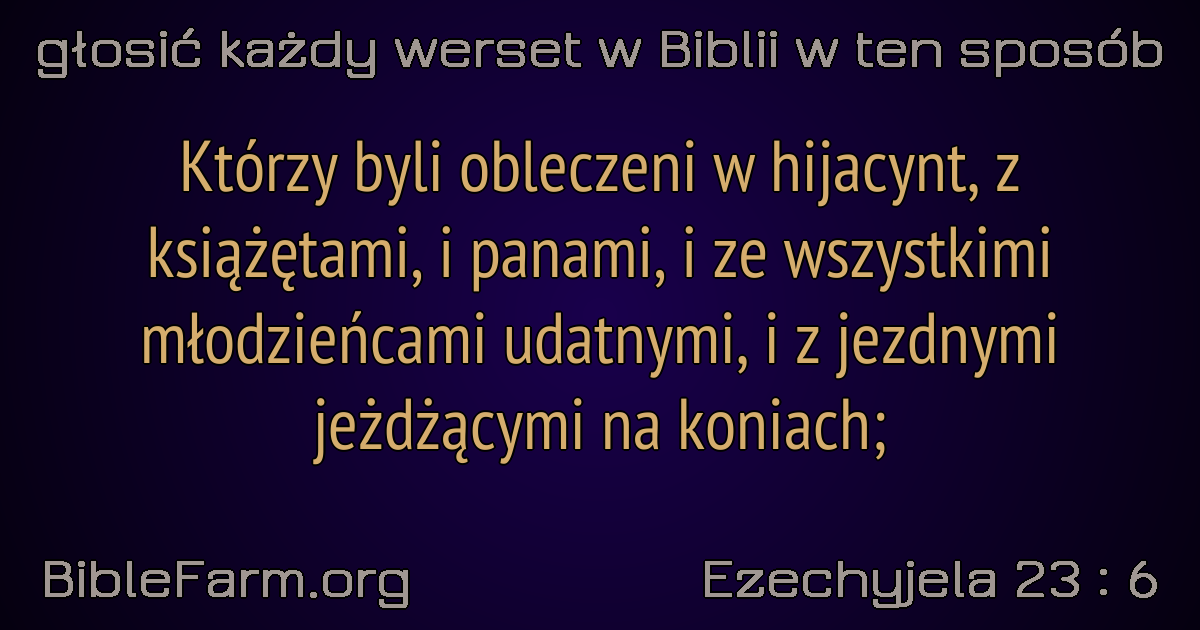 głosić każdy werset w Biblii w ten sposób
Którzy byli obleczeni w hijacynt, z
książętami, i panami, i ze wszystkimi
młodzieńcami udatnymi, i z jezdnymi
jeżdżącymi na koniach;
BibleFarm.org
Ezechyjela 23 : 6